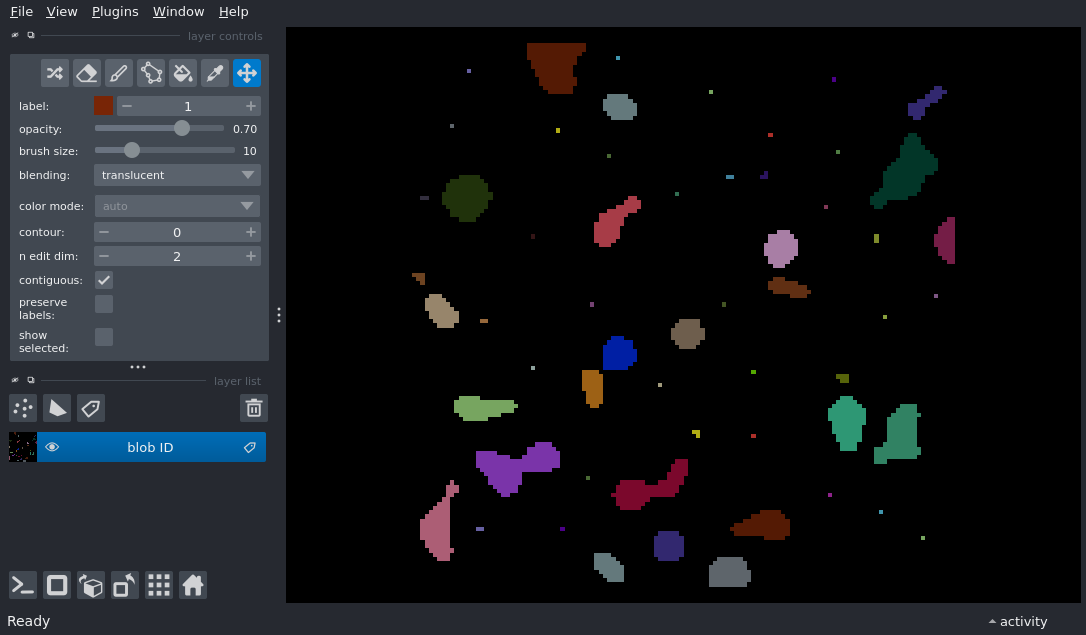 File View Plugins Window Help
layer controls
label: 1
opacity: 0.70
brush size: 10
blending: translucent
color mode: auto
contour: 0
n edit dim: 2
contiguous:
preserve
labels:
show
selected:
layer list
blob ID
Ready
activity